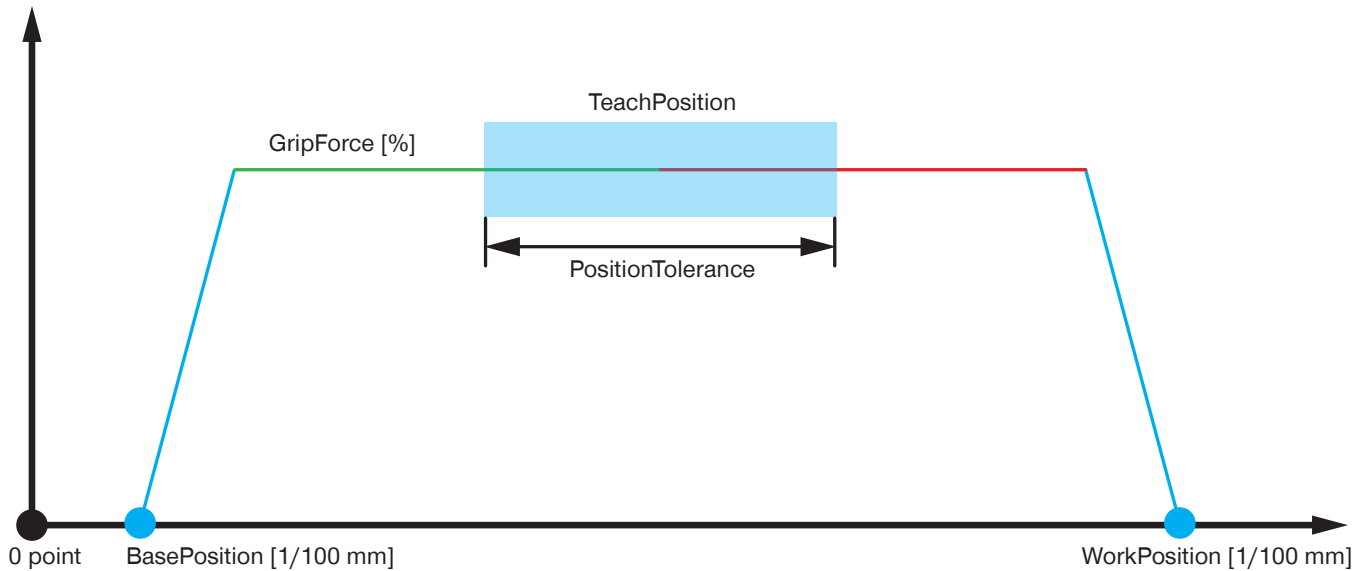 TeachPosition
GripForce [%]
PositionTolerance
0 point
BasePosition [1/100 mm]
WorkPosition [1/100 mm]